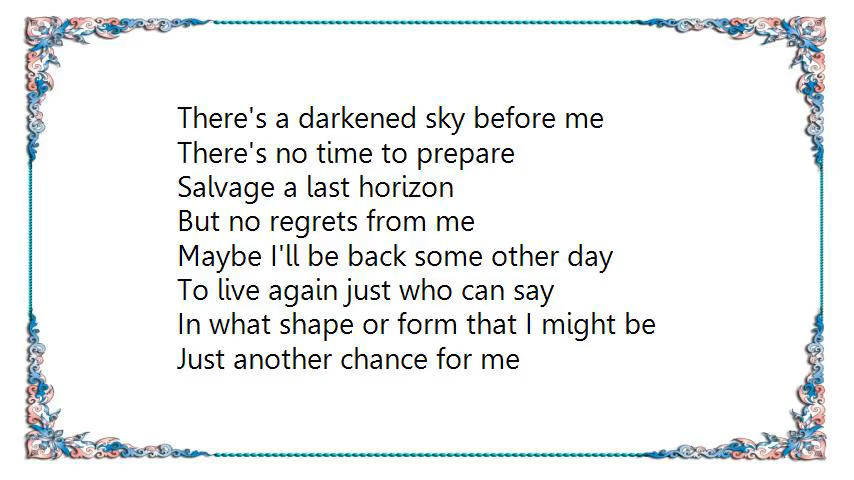 There's a darkened sky before me
There's no time to prepare
Salvage a last horizon
But no regrets from me
Maybe I'll be back some other day
To live again just who can say
In what shape or form that I might be
Just another chance for me